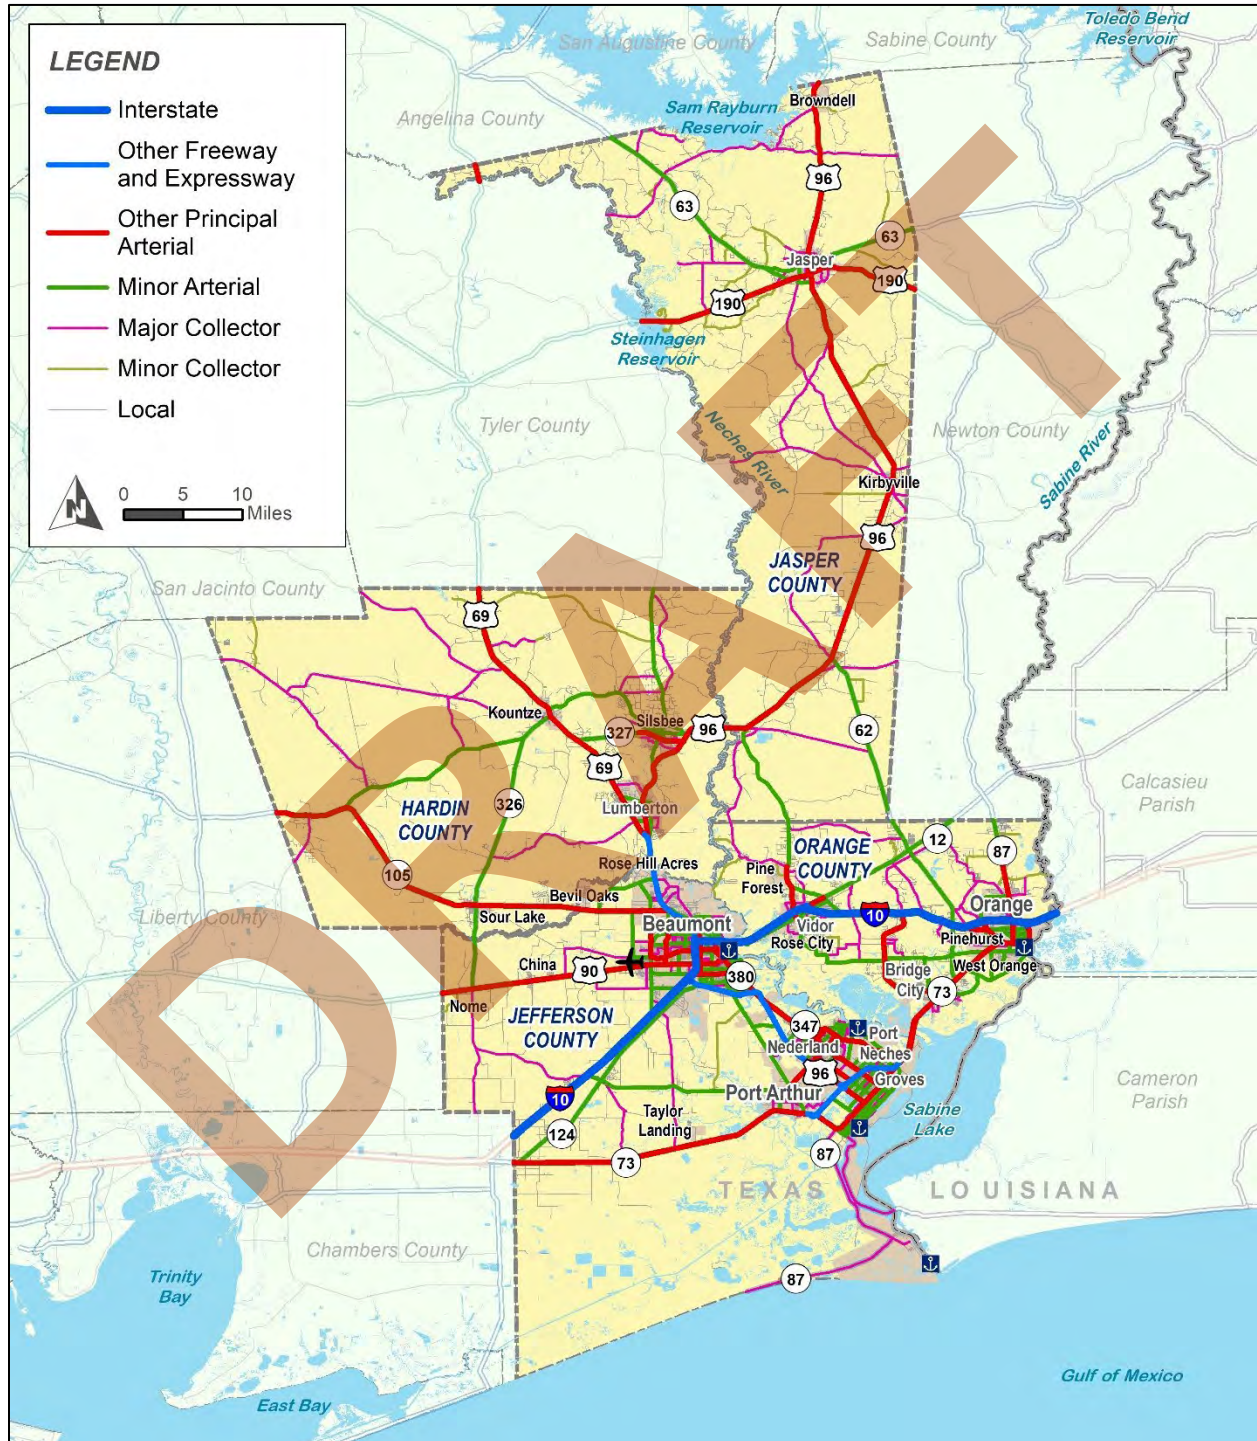 LEGEND
Interstate
Other Freeway
and Expressway
Other Principal
Arterial
Minor Arterial
Major Collector
Minor Collector
Local
N
0 5 10
Miles
Toledo Bend
Reservoir
San Augustine County
Sabine County
Angelina County
Sam Rayburn
Reservoir
Browndell
96
63
63
Jasper
190
190
Steinhagen
Reservoir
Tyler County
Neches River
Newton County
Sabine River
Kirbyville
96
JASPER
COUNTY
San Jacinto County
69
Kountze
Silsbee
327
96
62
69
Calcasieu
Parish
HARDIN
COUNTY
326
Lumberton
12
87
ORANGE
COUNTY
Rose Hill Acres
Pine
Forest
105
Bevil Oaks
Liberty County
Sour Lake
Beaumont
10
Orange
Vidor
Rose City
Pinehurst
West Orange
China
90
380
Bridge
City
73
Nome
JEFFERSON
COUNTY
347
Port
Neches
Nederland
96
Groves
Port Arthur
Cameron
Parish
10
124
Taylor
Landing
Sabine
Lake
73
87
TEXAS
LOUISIANA
Chambers County
Trinity
Bay
87
East Bay
Gulf of Mexico
DRAFT